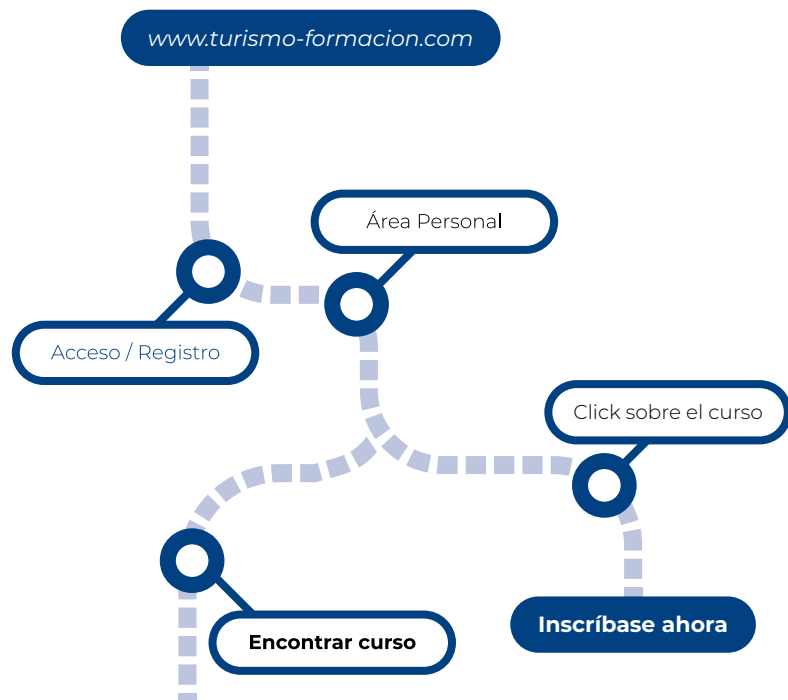 www.turismo-formacion.com
Área Personal
Acceso / Registro
Click sobre el curso
Encontrar curso
Inscríbase ahora